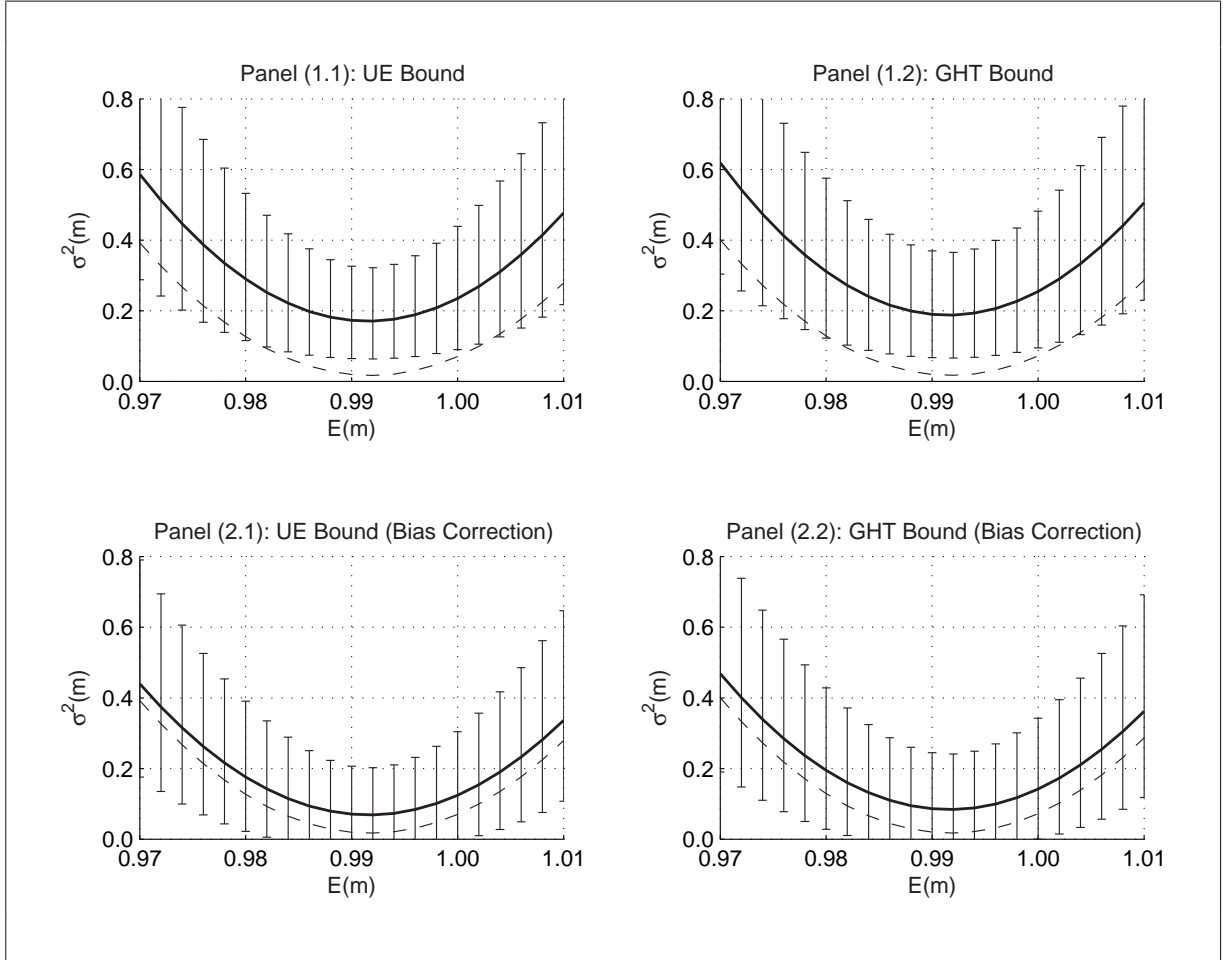 Panel (1.1): UE Bound
0.8
0.6
0.4
0.2
0.0
σ²(m)
0.97 0.98 0.99 1.00 1.01
E(m)
Panel (1.2): GHT Bound
0.8
0.6
0.4
0.2
0.0
σ²(m)
0.97 0.98 0.99 1.00 1.01
E(m)
Panel (2.1): UE Bound (Bias Correction)
0.8
0.6
0.4
0.2
0.0
σ²(m)
0.97 0.98 0.99 1.00 1.01
E(m)
Panel (2.2): GHT Bound (Bias Correction)
0.8
0.6
0.4
0.2
0.0
σ²(m)
0.97 0.98 0.99 1.00 1.01
E(m)